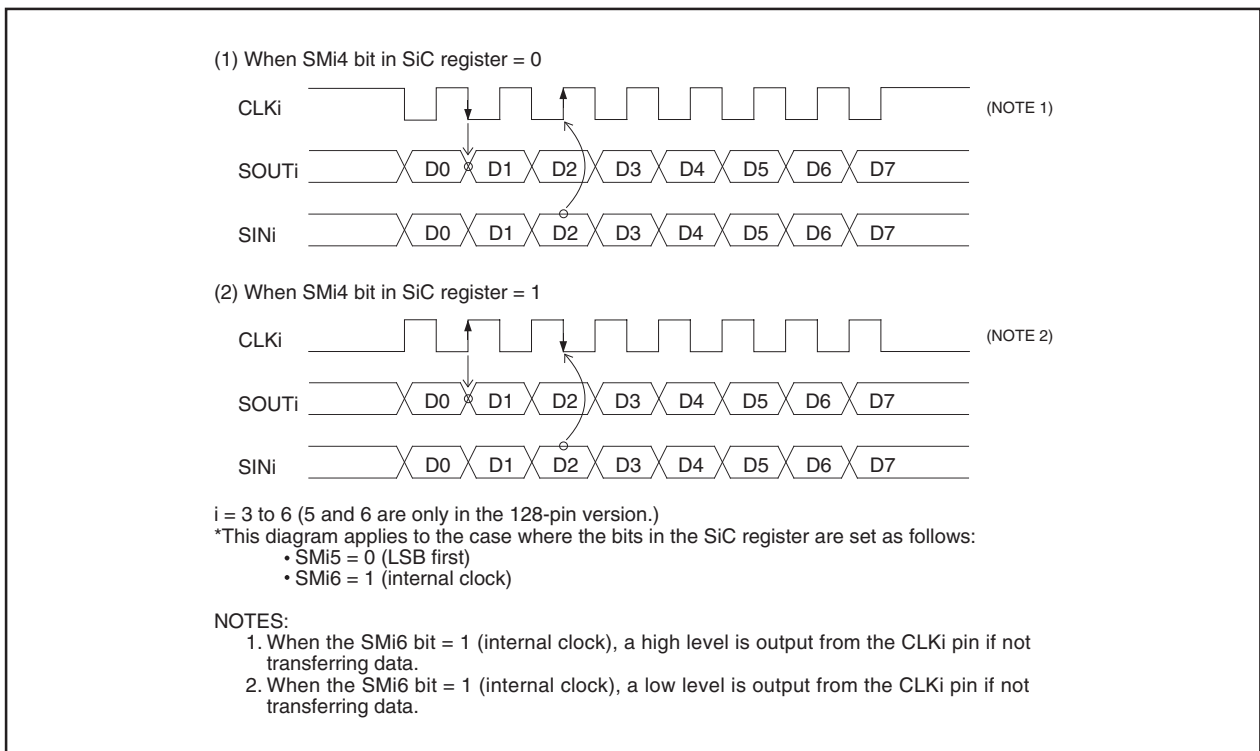 (1) When SMi4 bit in SiC register = 0
CLKi
(NOTE 1)
SOUTi D0 D1 D2 D3 D4 D5 D6 D7
SINi D0 D1 D2 D3 D4 D5 D6 D7
(2) When SMi4 bit in SiC register = 1
CLKi
(NOTE 2)
SOUTi D0 D1 D2 D3 D4 D5 D6 D7
SINi D0 D1 D2 D3 D4 D5 D6 D7
i = 3 to 6 (5 and 6 are only in the 128-pin version.)
*This diagram applies to the case where the bits in the SiC register are set as follows:
• SMi5 = 0 (LSB first)
• SMi6 = 1 (internal clock)
NOTES:
1. When the SMi6 bit = 1 (internal clock), a high level is output from the CLKi pin if not
transferring data.
2. When the SMi6 bit = 1 (internal clock), a low level is output from the CLKi pin if not
transferring data.